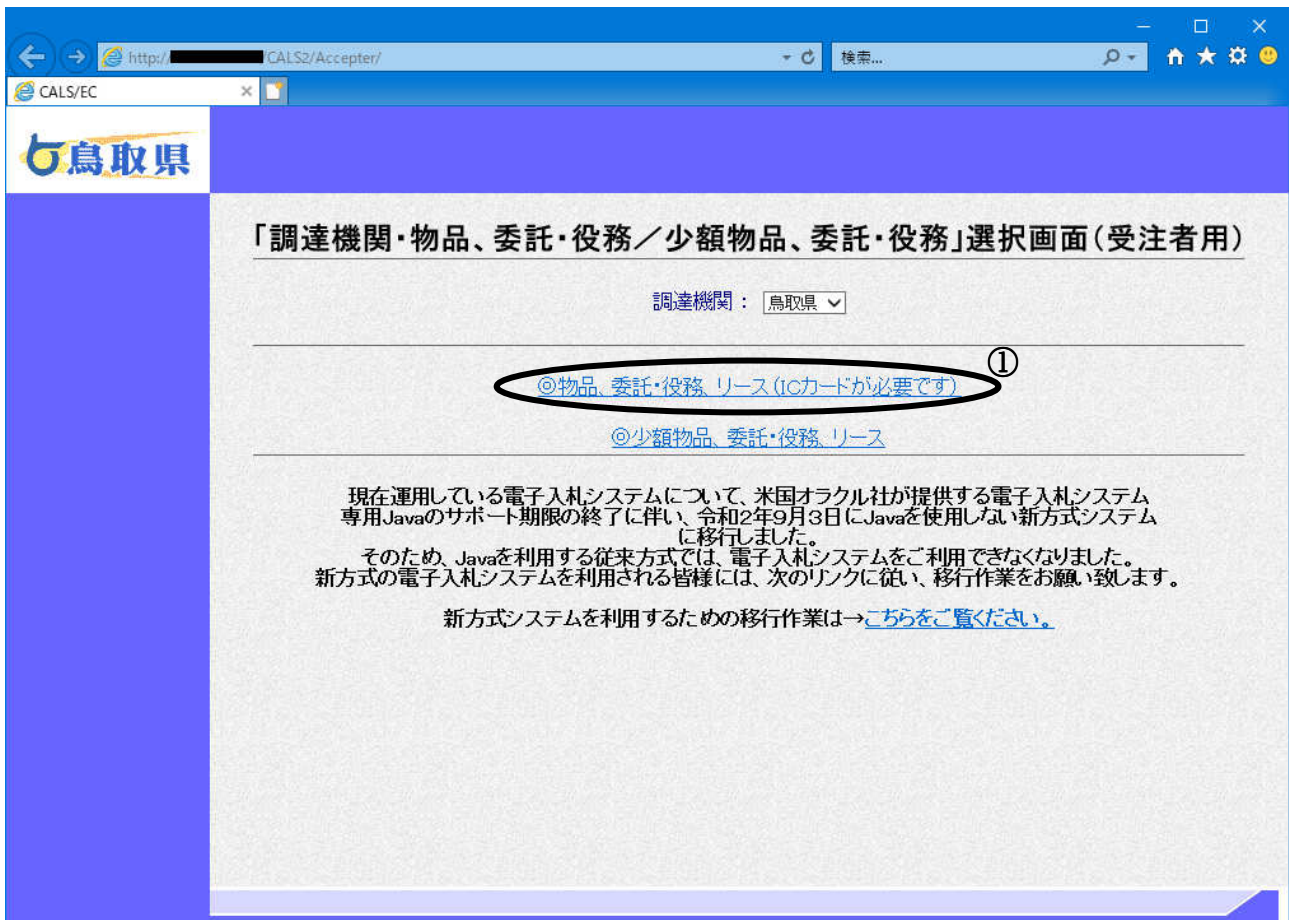 http:// /CALS2/Accepter/
検索...
CALS/EC
鳥取県
「調達機関・物品、委託・役務／少額物品、委託・役務」選択画面(受注者用)
調達機関： 鳥取県
①
◎物品、委託・役務、リース(ICカードが必要です)
◎少額物品、委託・役務、リース
現在運用している電子入札システムについて、米国オラクル社が提供する電子入札システム
専用Javaのサポート期限の終了に伴い、令和2年9月3日にJavaを使用しない新方式システム
に移行しました。
そのため、Javaを利用する従来方式では、電子入札システムをご利用できなくなりました。
新方式の電子入札システムを利用される皆様には、次のリンクに従い、移行作業をお願い致します。
新方式システムを利用するための移行作業は→こちらをご覧ください。